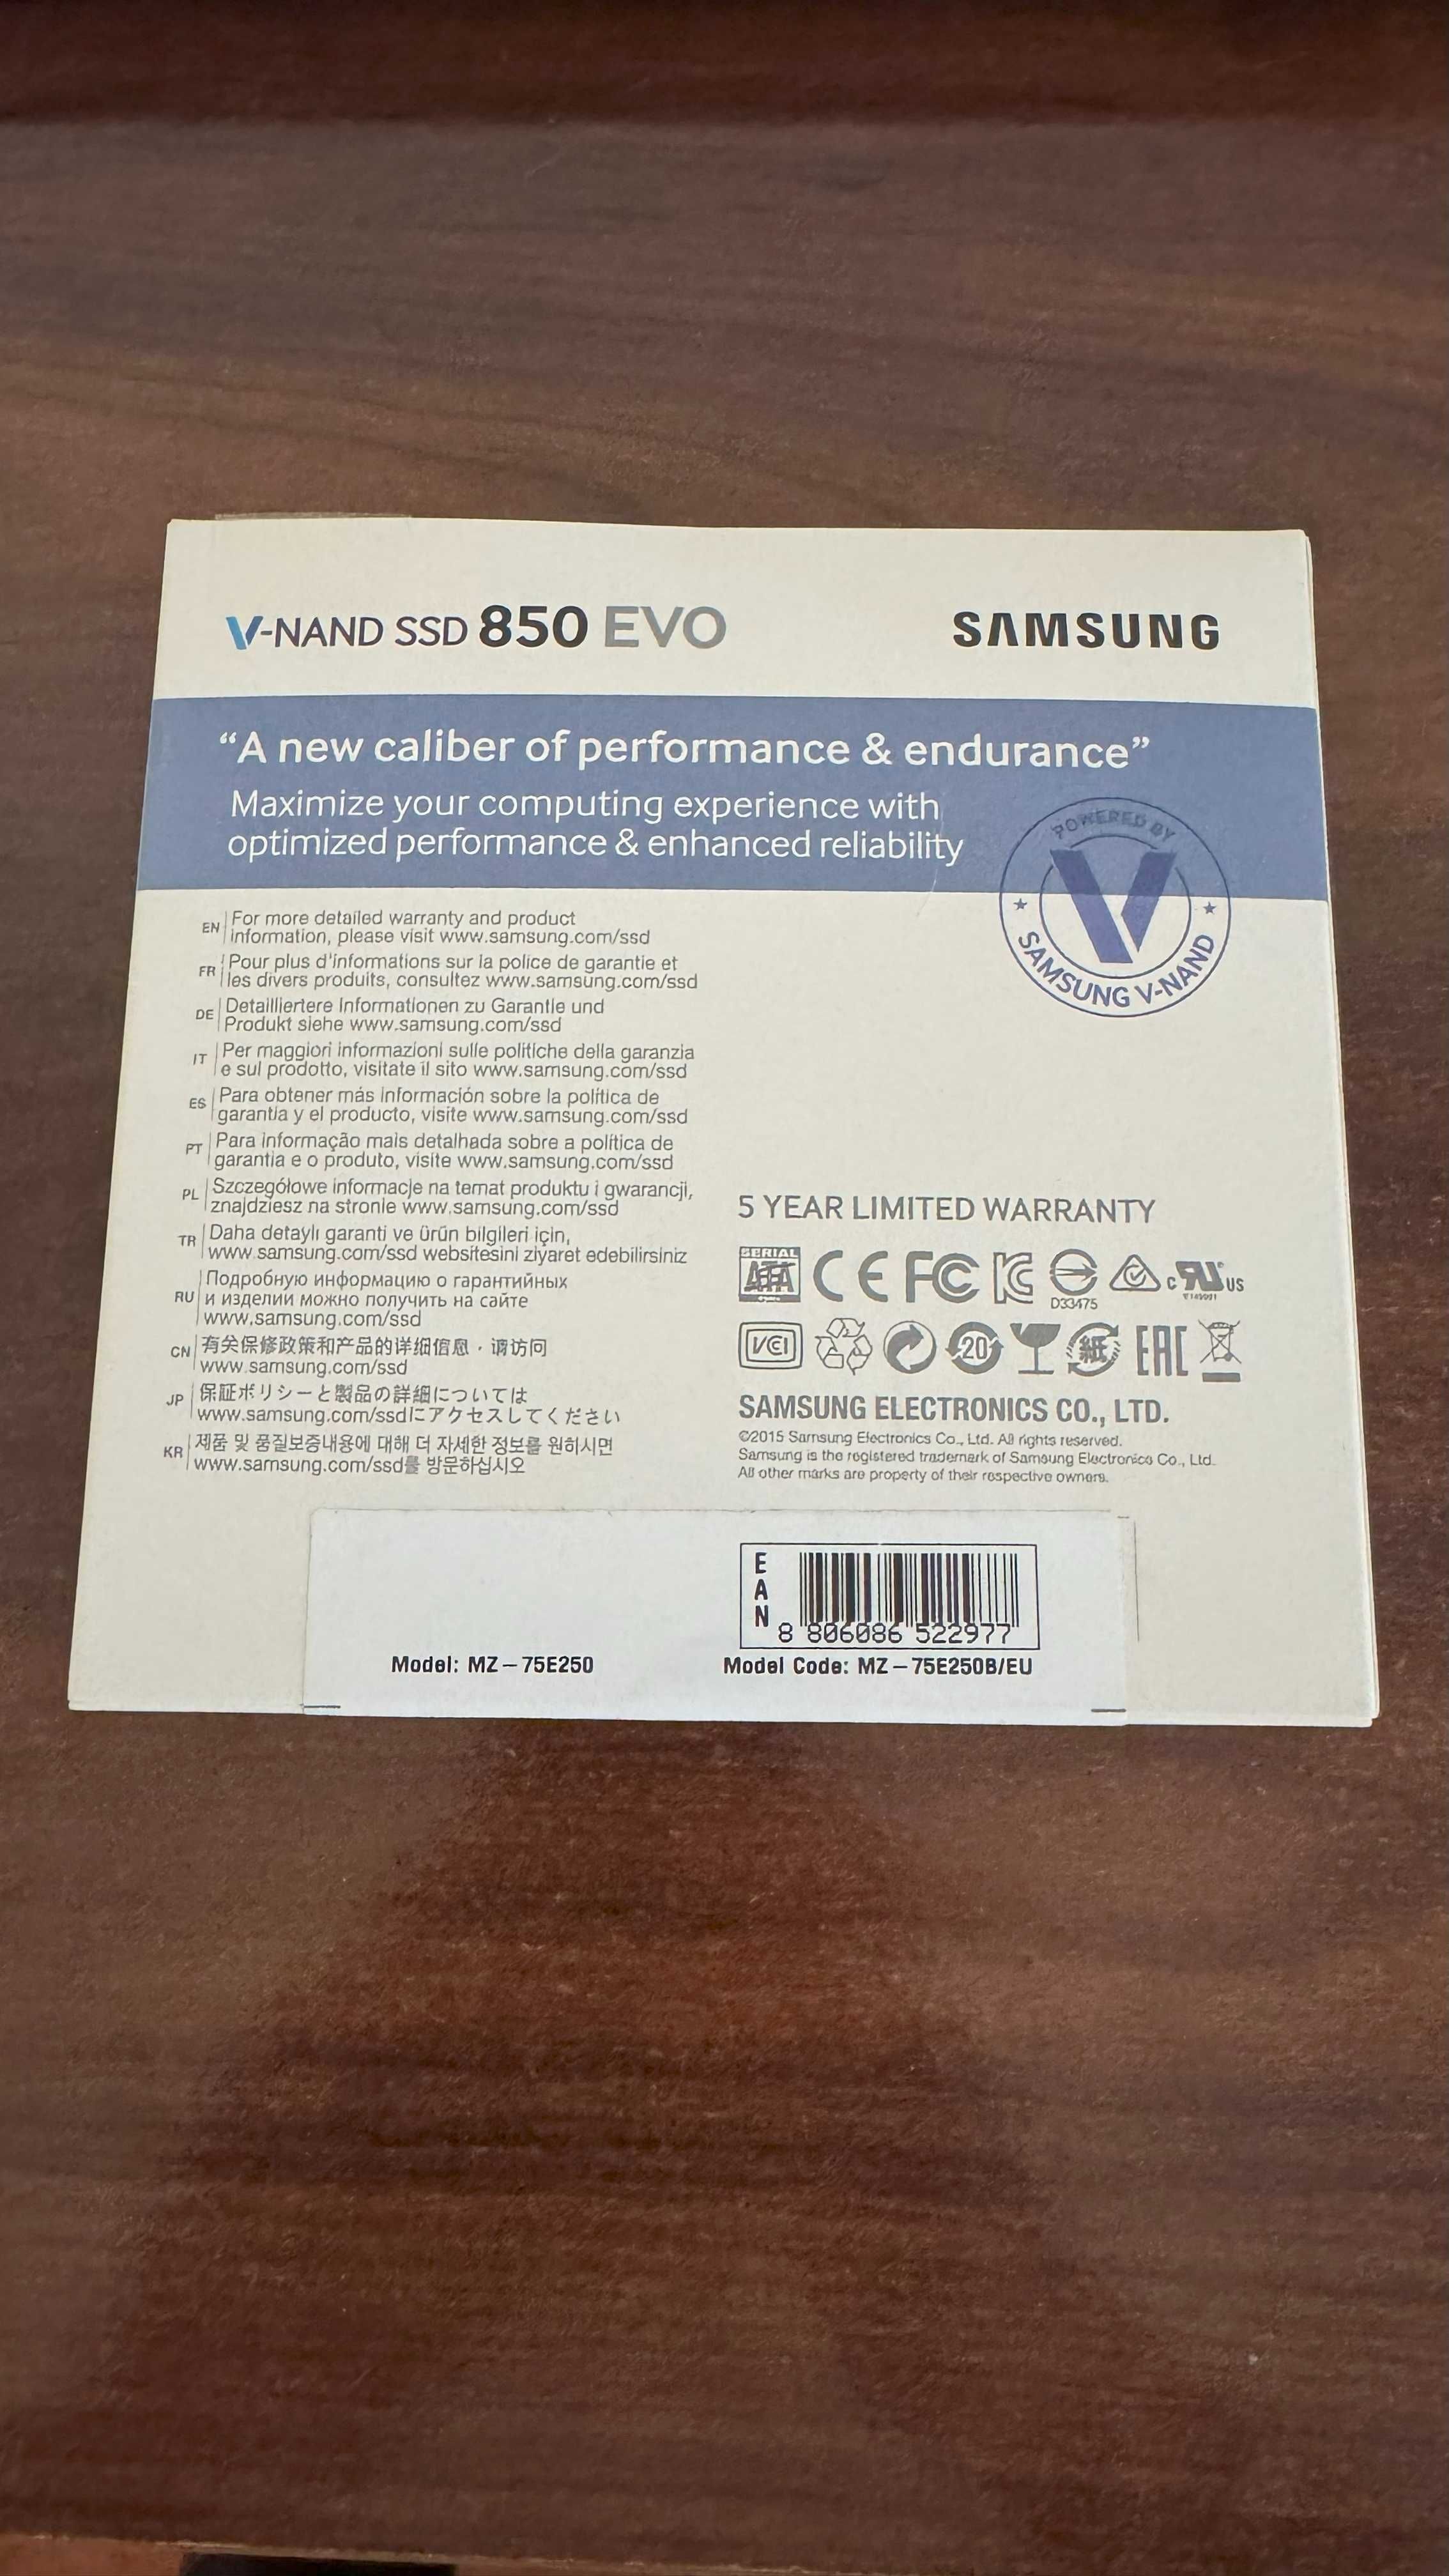 V-NAND SSD 850 EVO
SAMSUNG
“A new caliber of performance & endurance”
Maximize your computing experience with
optimized performance & enhanced reliability
POWERED BY
V
SAMSUNG V-NAND
EN For more detailed warranty and product
information, please visit www.samsung.com/ssd
FR Pour plus d'informations sur la police de garantie et
les divers produits, consultez www.samsung.com/ssd
DE Detailliertere Informationen zu Garantie und
Produkt siehe www.samsung.com/ssd
IT Per maggiori informazioni sulle politiche della garanzia
e sul prodotto, visitate il sito www.samsung.com/ssd
ES Para obtener más información sobre la política de
garantía y el producto, visite www.samsung.com/ssd
PT Para informação mais detalhada sobre a política de
garantia e o produto, visite www.samsung.com/ssd
PL Szczegółowe informacje na temat produktu i gwarancji,
znajdziesz na stronie www.samsung.com/ssd
TR Daha detaylı garanti ve ürün bilgileri için,
www.samsung.com/ssd websitesini ziyaret edebilirsiniz
RU Подробную информацию о гарантийных
и изделии можно получить на сайте
www.samsung.com/ssd
CN 有关保修政策和产品的详细信息，请访问
www.samsung.com/ssd
JP 保証ポリシーと製品の詳細については
www.samsung.com/ssdにアクセスしてください
KR 제품 및 품질보증내용에 대해 더 자세한 정보를 원하시면
www.samsung.com/ssd를 방문하십시오
5 YEAR LIMITED WARRANTY
SERIAL ATA CE FC KC D33475 c RU US
VCI 20 紙 EAC
SAMSUNG ELECTRONICS CO., LTD.
©2015 Samsung Electronics Co., Ltd. All rights reserved.
Samsung is the registered trademark of Samsung Electronics Co., Ltd.
All other marks are property of their respective owners.
EAN
8 806086 522977
Model: MZ-75E250
Model Code: MZ-75E250B/EU